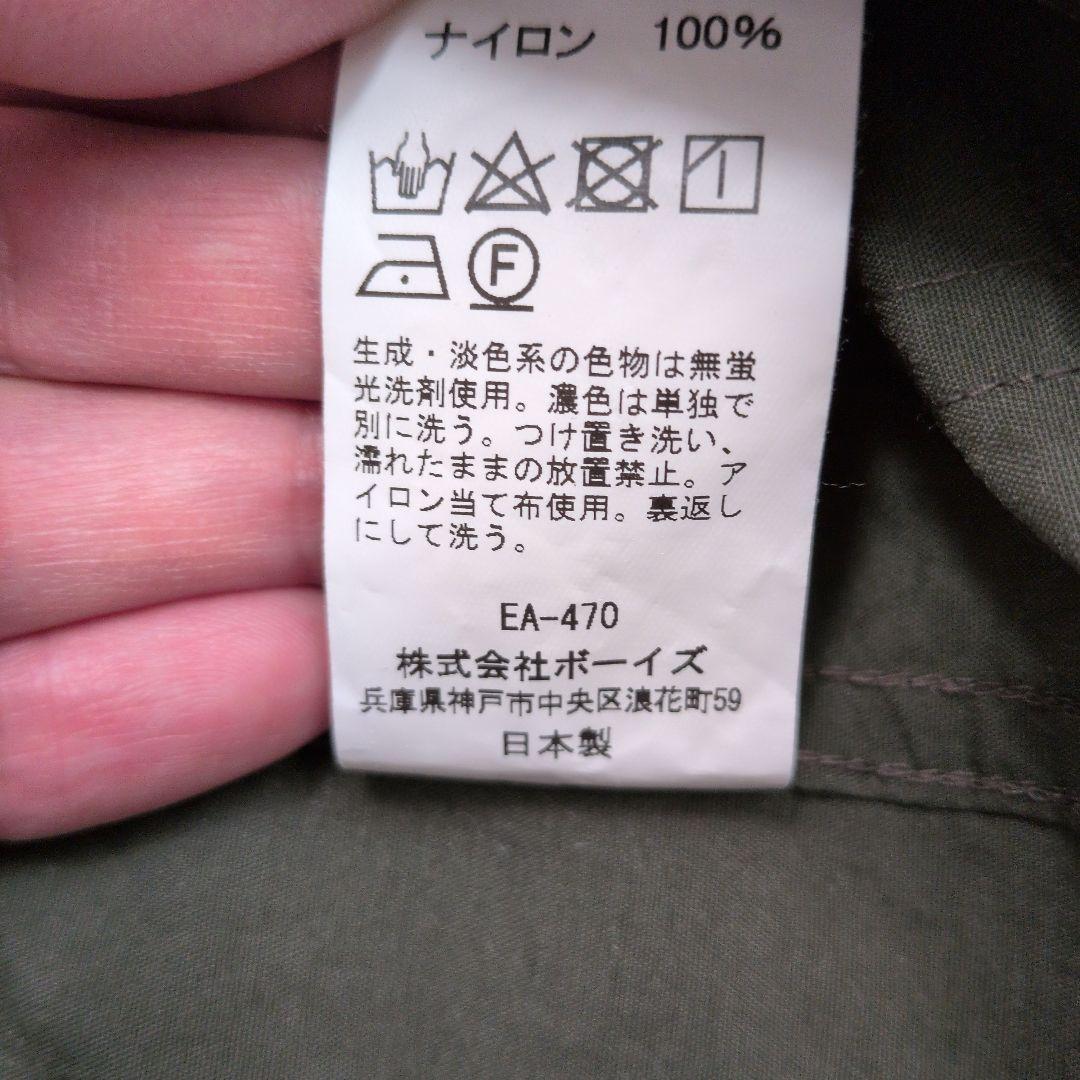 ナイロン 100%
F
生成・淡色系の色物は無蛍
光洗剤使用。濃色は単独で
別に洗う。つけ置き洗い、
濡れたままの放置禁止。ア
イロン当て布使用。裏返し
にして洗う。
EA-470
株式会社ボーイズ
兵庫県神戸市中央区浪花町59
日本製